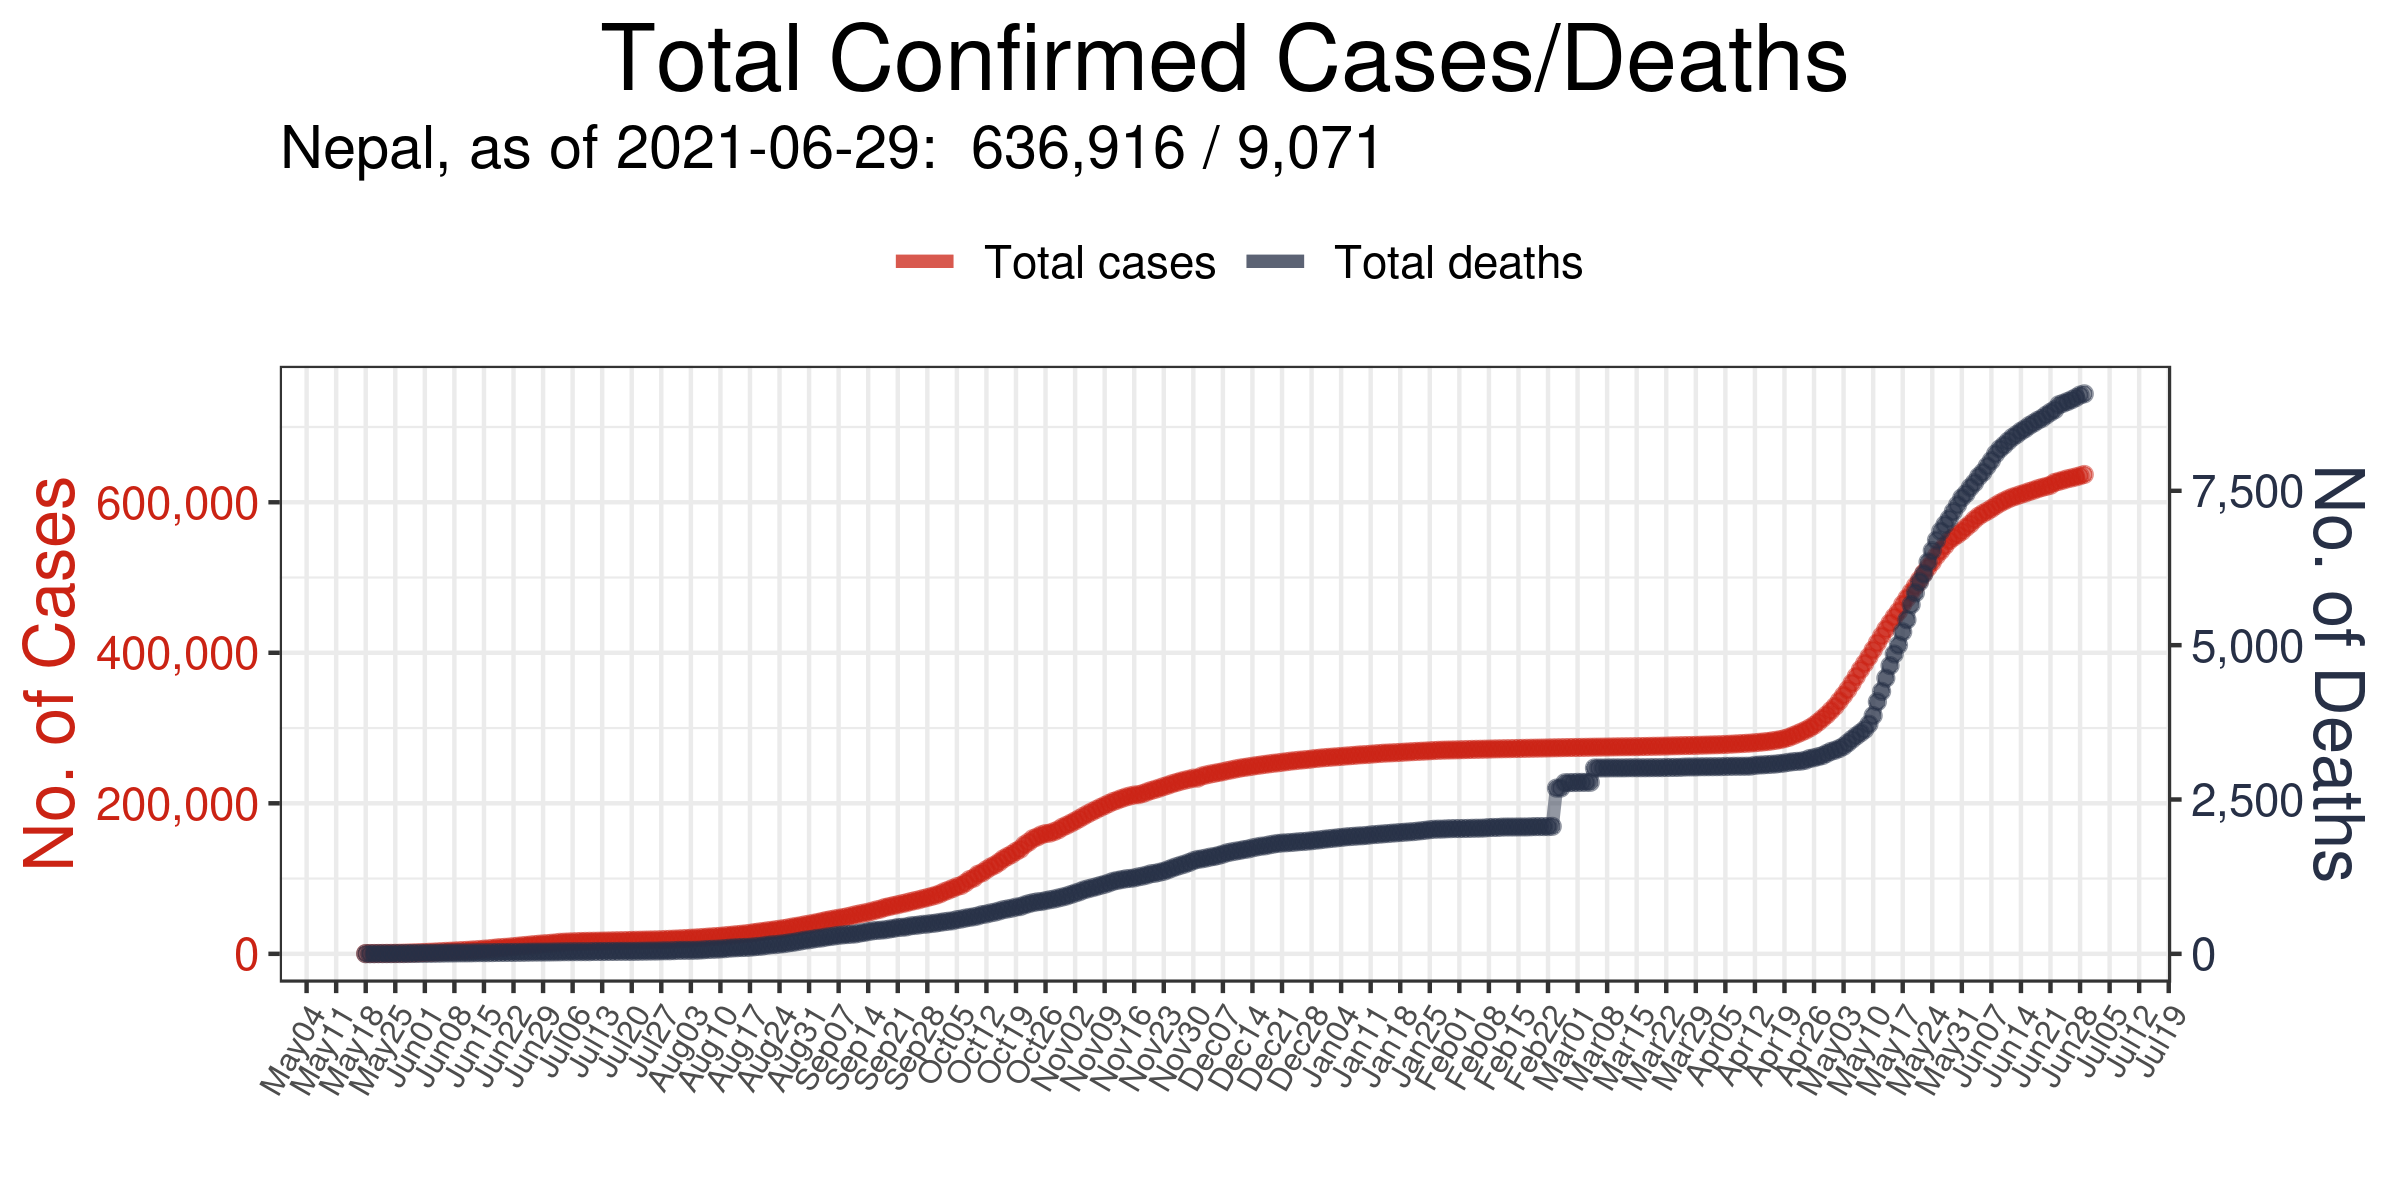 Total Confirmed Cases/Deaths
Nepal, as of 2021-06-29:  636,916 / 9,071
Total cases
Total deaths
No. of Cases
600,000
400,000
200,000
0
7,500
5,000
2,500
0
No. of Deaths
May04
May11
May18
May25
Jun01
Jun08
Jun15
Jun22
Jun29
Jul06
Jul13
Jul20
Jul27
Aug03
Aug10
Aug17
Aug24
Aug31
Sep07
Sep14
Sep21
Sep28
Oct05
Oct12
Oct19
Oct26
Nov02
Nov09
Nov16
Nov23
Nov30
Dec07
Dec14
Dec21
Dec28
Jan04
Jan11
Jan18
Jan25
Feb01
Feb08
Feb15
Feb22
Mar01
Mar08
Mar15
Mar22
Mar29
Apr05
Apr12
Apr19
Apr26
May03
May10
May17
May24
May31
Jun07
Jun14
Jun21
Jun28
Jul05
Jul12
Jul19